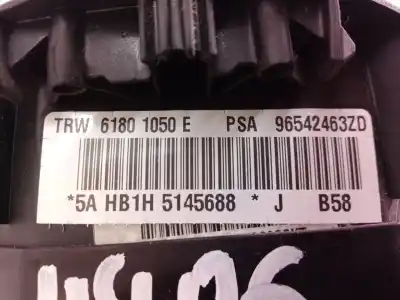 TRW 6180 1050 E PSA 96542463ZD
*5A HB1H 5145688 * J B58